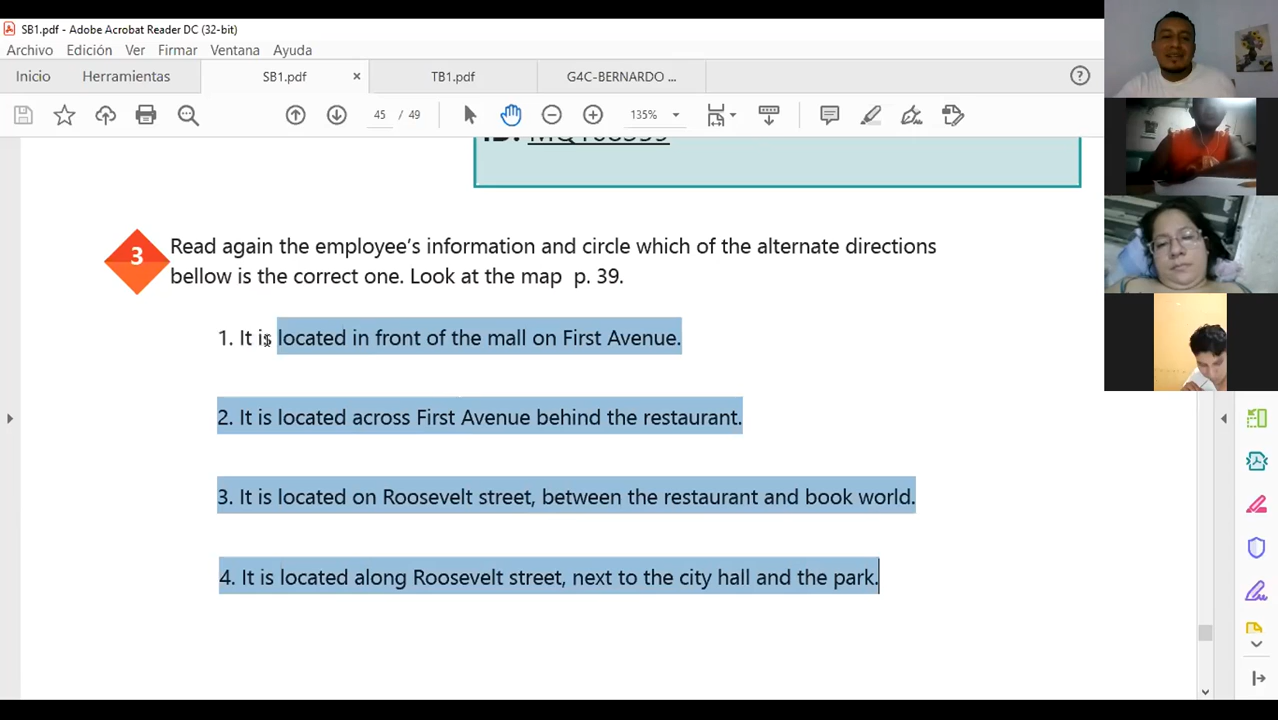 SB1.pdf - Adobe Acrobat Reader DC (32-bit)
Archivo Edición Ver Firmar Ventana Ayuda
Inicio Herramientas SB1.pdf × TB1.pdf G4C-BERNARDO ...
45 / 49 135%
3
Read again the employee's information and circle which of the alternate directions
bellow is the correct one. Look at the map p. 39.
1. It is located in front of the mall on First Avenue.
2. It is located across First Avenue behind the restaurant.
3. It is located on Roosevelt street, between the restaurant and book world.
4. It is located along Roosevelt street, next to the city hall and the park.